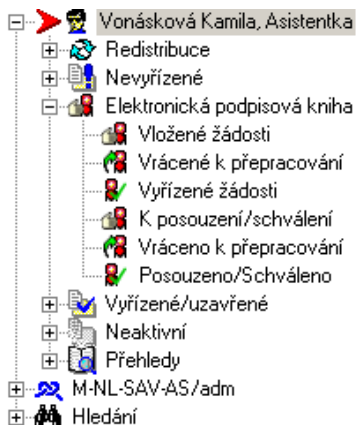 Vonásková Kamila, Asistentka
Redistribuce
Nevyřízené
Elektronická podpisová kniha
Vložené žádosti
Vrácené k přepracování
Vyřízené žádosti
K posouzení/schválení
Vráceno k přepracování
Posouzeno/Schváleno
Vyřízené/uzavřené
Neaktivní
Přehledy
M-NL-SAV-AS/adm
Hledání